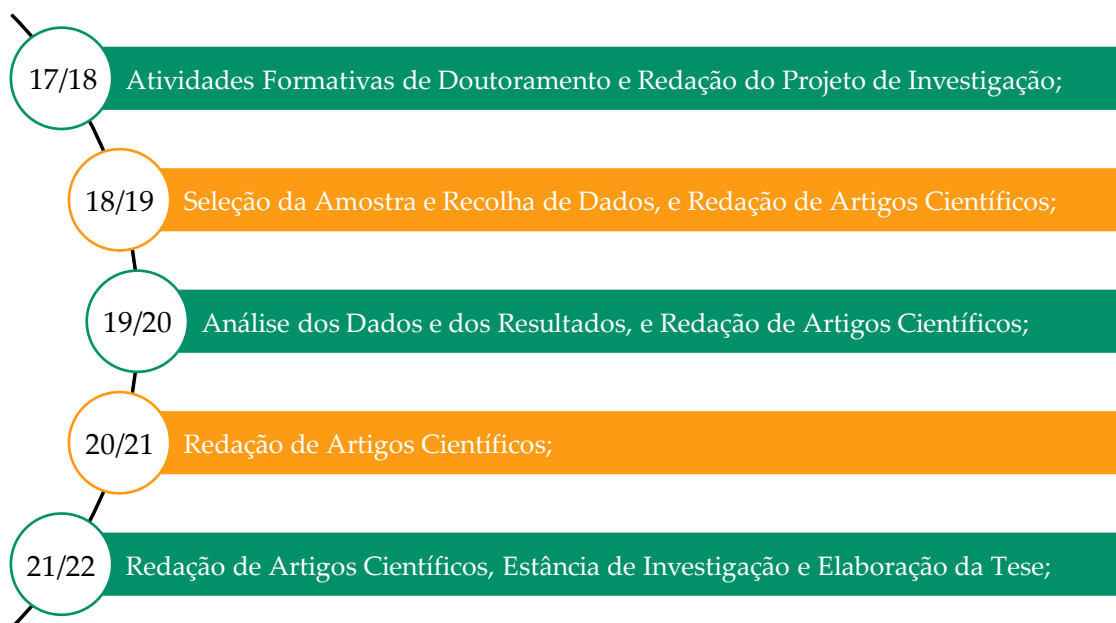 17/18 Atividades Formativas de Doutoramento e Redação do Projeto de Investigação;
18/19 Seleção da Amostra e Recolha de Dados, e Redação de Artigos Científicos;
19/20 Análise dos Dados e dos Resultados, e Redação de Artigos Científicos;
20/21 Redação de Artigos Científicos;
21/22 Redação de Artigos Científicos, Estância de Investigação e Elaboração da Tese;